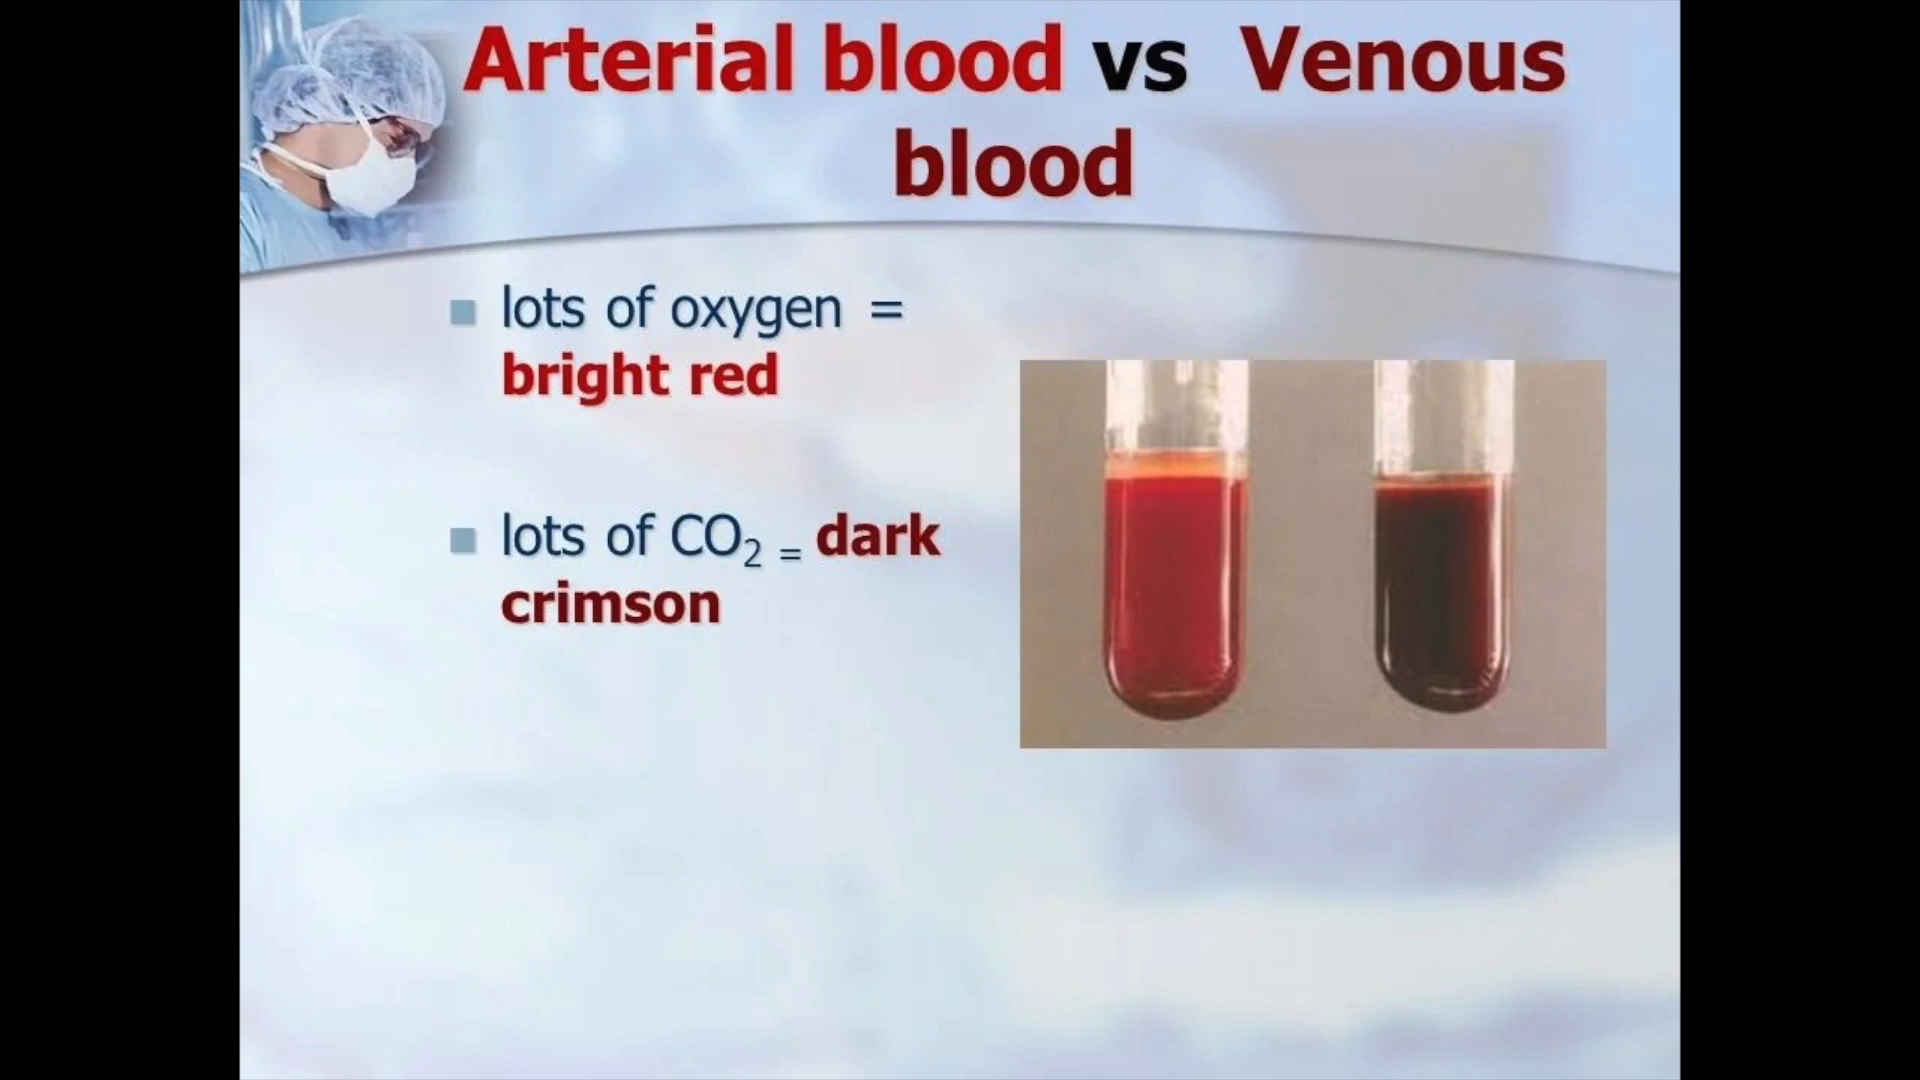 Arterial blood vs Venous
blood
lots of oxygen =
bright red
lots of CO₂ = dark
crimson